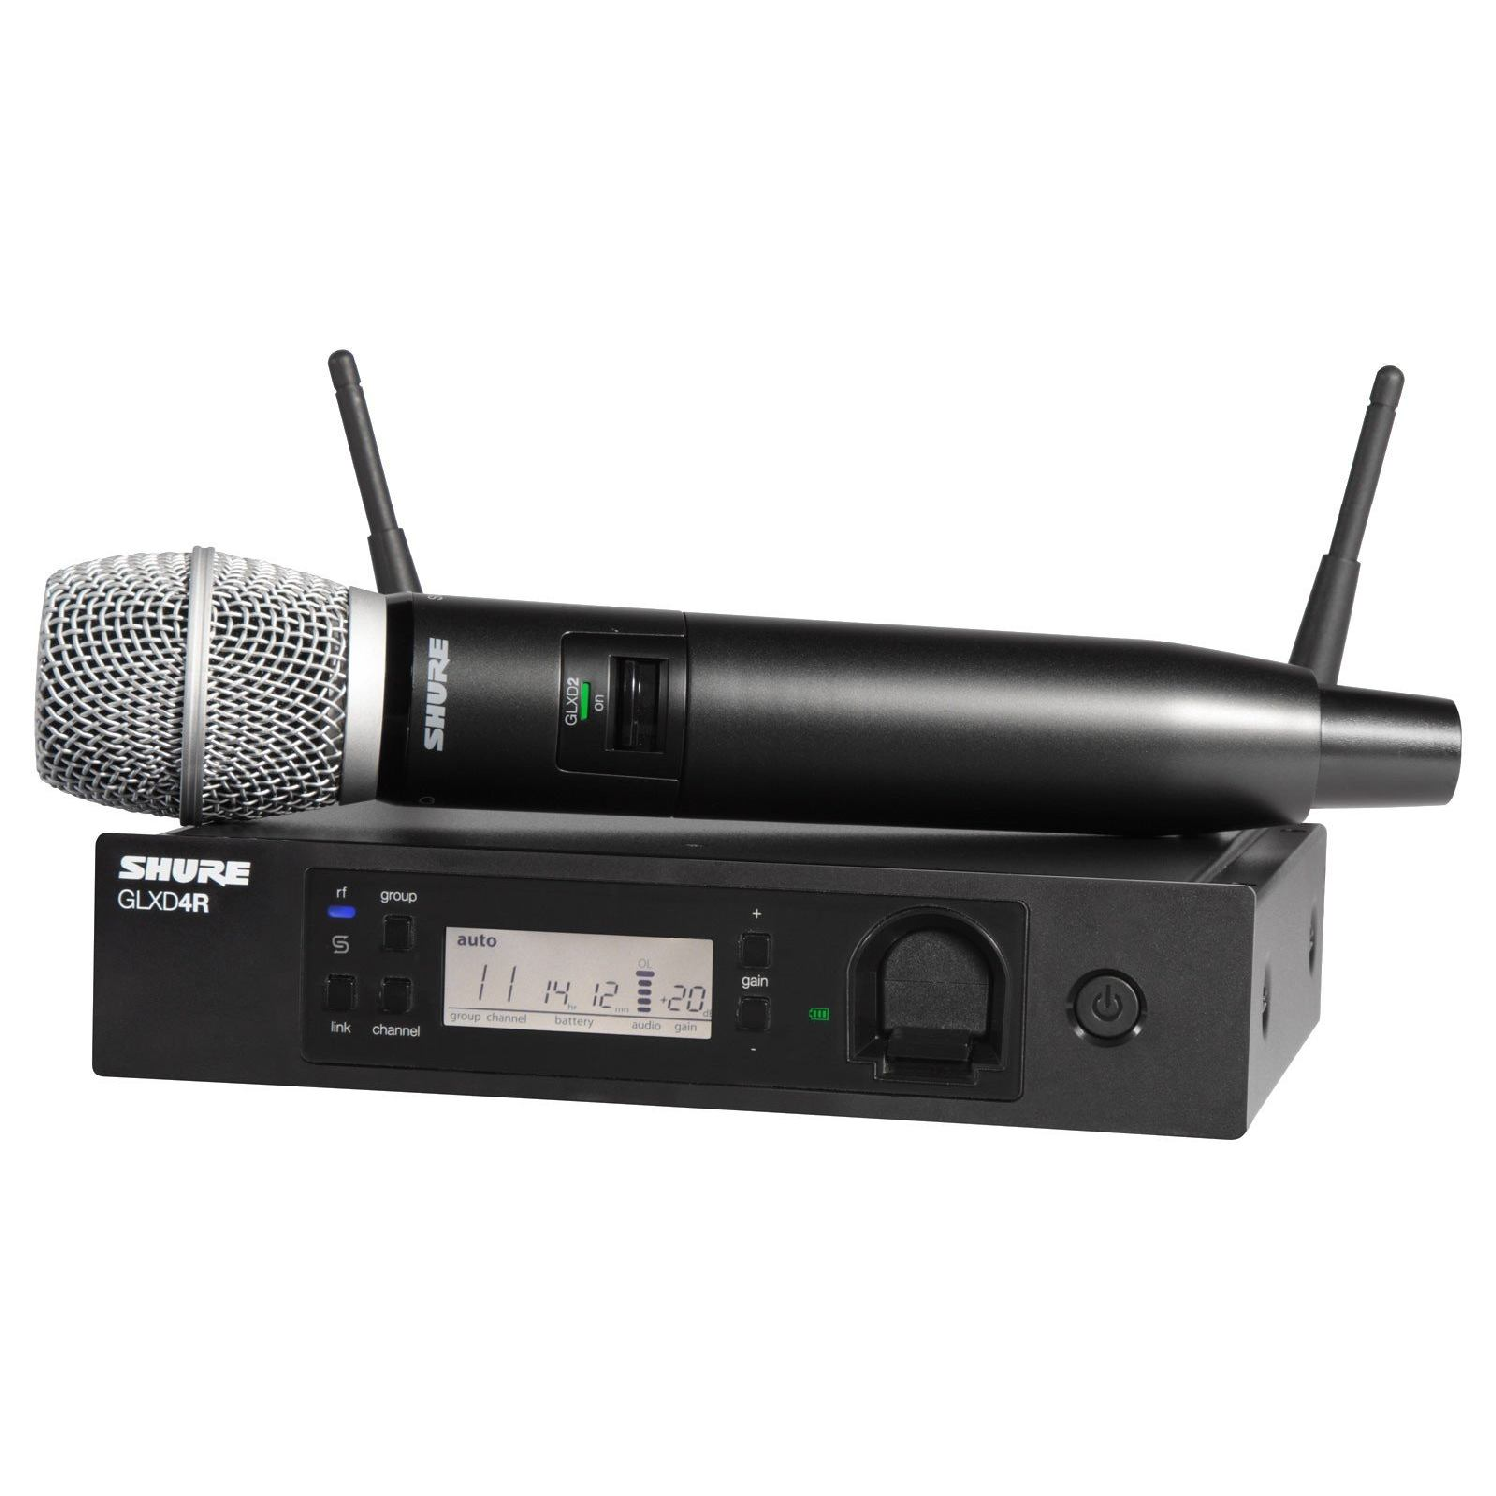 SHURE
GLXD2
on
SHURE
GLXD4R
rf
group
link
channel
auto
11
14 hr 12
OL
+20
group channel
battery
audio
gain
+
gain
-